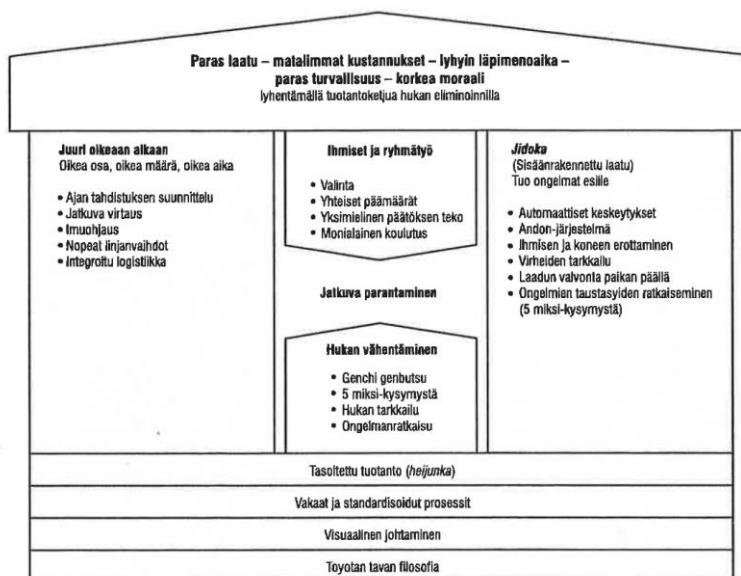 Paras laatu – matalimmat kustannukset – lyhyin läpimenoaika –
paras turvallisuus – korkea moraali
lyhentämällä tuotantoketjua hukan eliminoinnilla
Juuri oikeaan aikaan
Oikea osa, oikea määrä, oikea aika
• Ajan tahdistuksen suunnittelu
• Jatkuva virtaus
• Imuohjaus
• Nopeat linjanvaihdot
• Integroitu logistiikka
Ihmiset ja ryhmätyö
• Valinta
• Yhteiset päämäärät
• Yksimielinen päätöksen teko
• Monialainen koulutus
Jatkuva parantaminen
Hukan vähentäminen
• Genchi genbutsu
• 5 miksi-kysymystä
• Hukan tarkkailu
• Ongelmanratkaisu
Jidoka
(Sisäänrakennettu laatu)
Tuo ongelmat esille
• Automaattiset keskeytykset
• Andon-järjestelmä
• Ihmisen ja koneen erottaminen
• Virheiden tarkkailu
• Laadun valvonta paikan päällä
• Ongelmien taustasyiden ratkaiseminen
(5 miksi-kysymystä)
Tasoitettu tuotanto (heijunka)
Vakaat ja standardisoidut prosessit
Visuaalinen johtaminen
Toyotan tavan filosofia